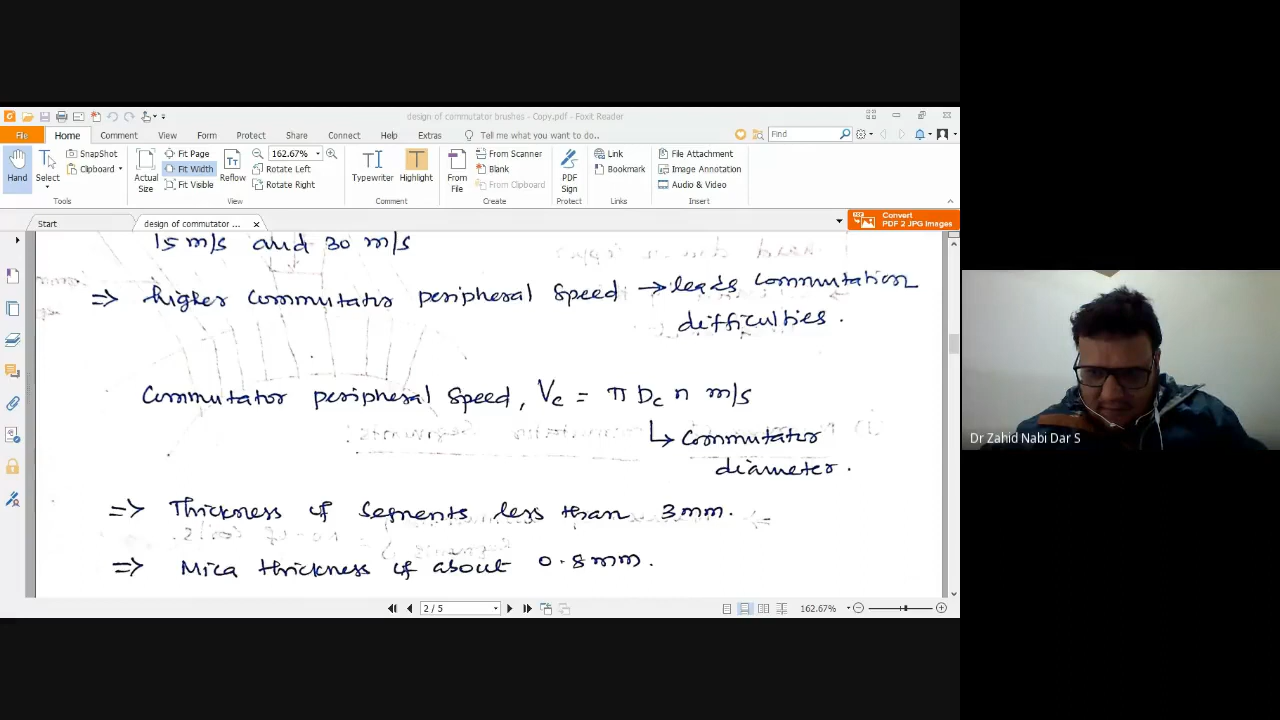 design of commutator brushes - Copy.pdf - Foxit Reader
File Home Comment View Form Protect Share Connect Help Extras Tell me what you want to do.. Find
Hand
Select
SnapShot
Clipboard
Tools
Actual Size
Fit Page
Fit Width
Fit Visible
Reflow
162.67%
Rotate Left
Rotate Right
View
Typewriter
Highlight
Comment
From File
From Scanner
Blank
From Clipboard
Create
PDF Sign
Protect
Link
Bookmark
Links
File Attachment
Image Annotation
Audio & Video
Insert
Start
design of commutator ...
Convert
PDF 2 JPG Images
15 m/s and 30 m/s
=> higher commutator peripheral speed → leads commutation
difficulties.
Commutator peripheral speed, Vc = π Dc n m/s
↳ commutator
diameter.
=> Thickness of segments less than 3mm.
=> Mica thickness of about 0.8mm.
2 / 5
162.67%
Dr Zahid Nabi Dar S